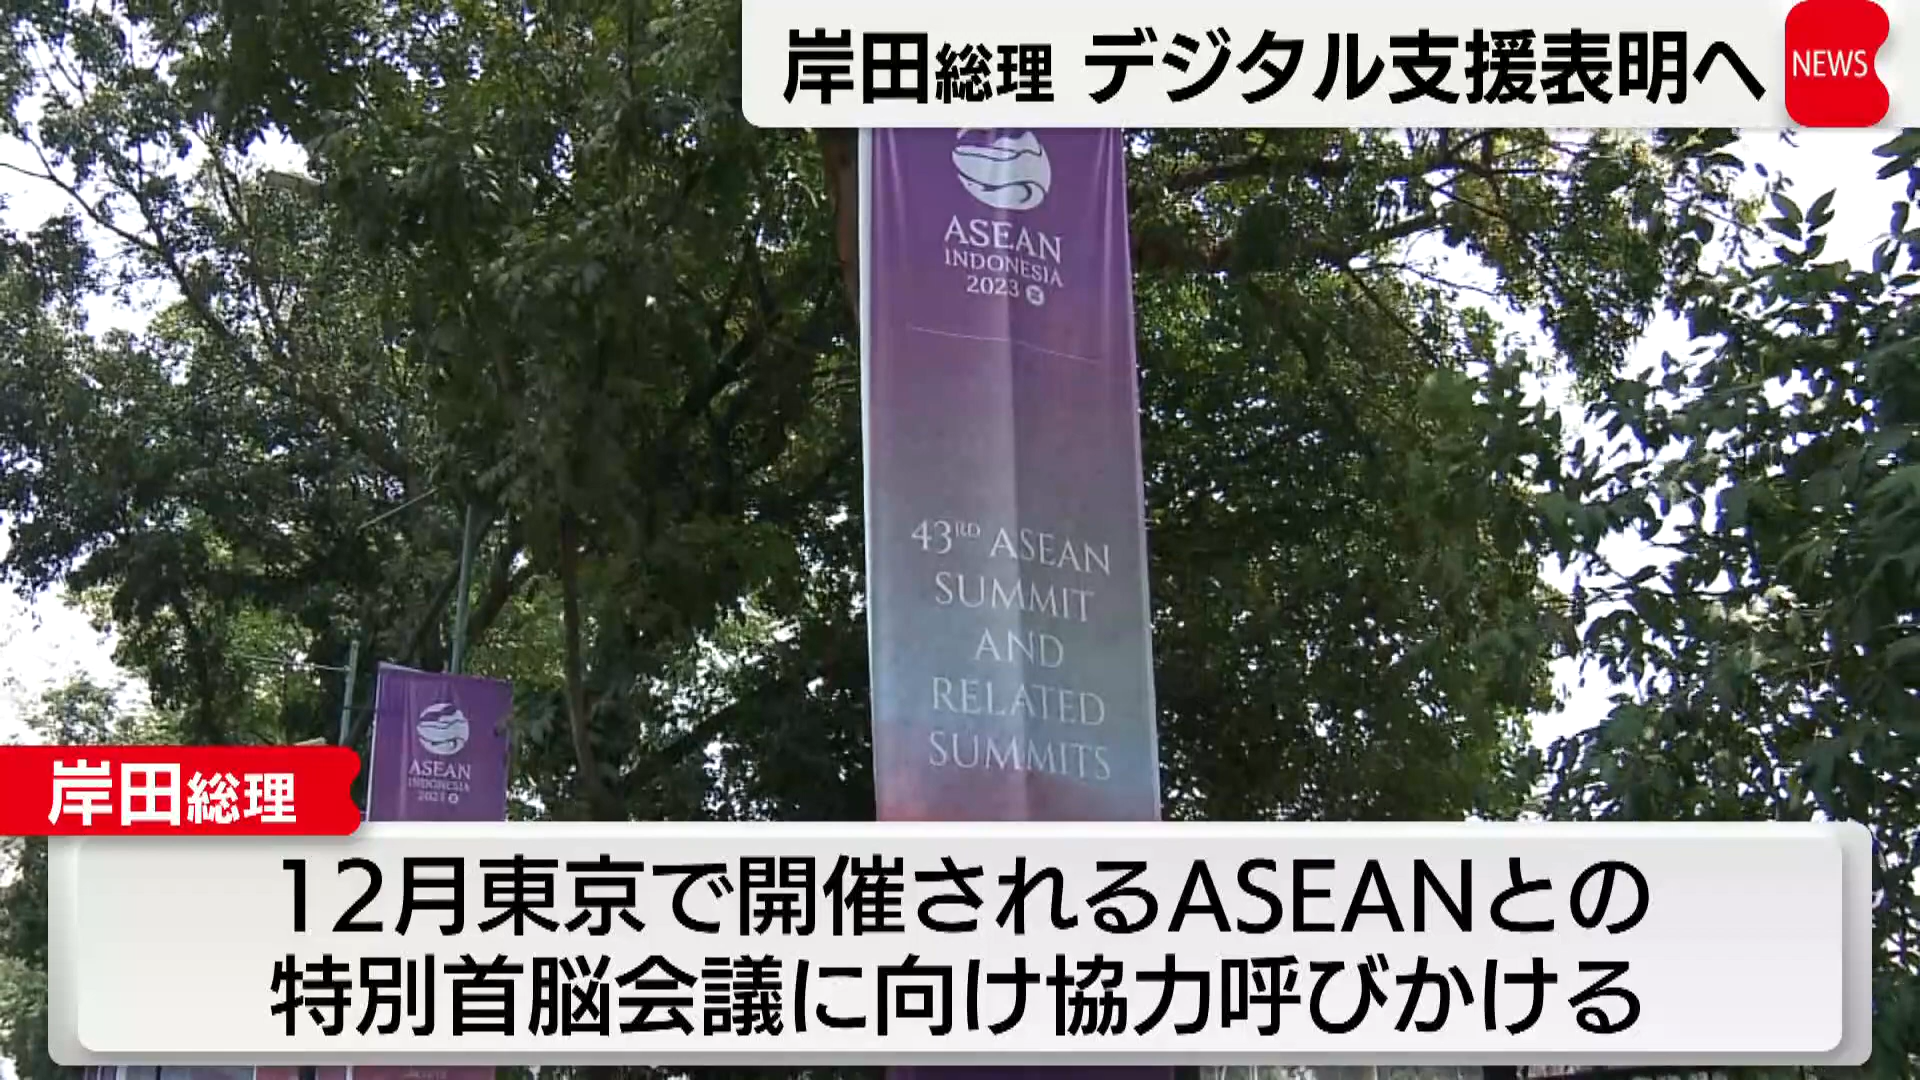 岸田総理 デジタル支援表明へ
NEWS
ASEAN
INDONESIA
2023
43RD ASEAN
SUMMIT
AND
RELATED
SUMMITS
ASEAN
INDONESIA
2023
岸田総理
12月東京で開催されるASEANとの
特別首脳会議に向け協力呼びかける